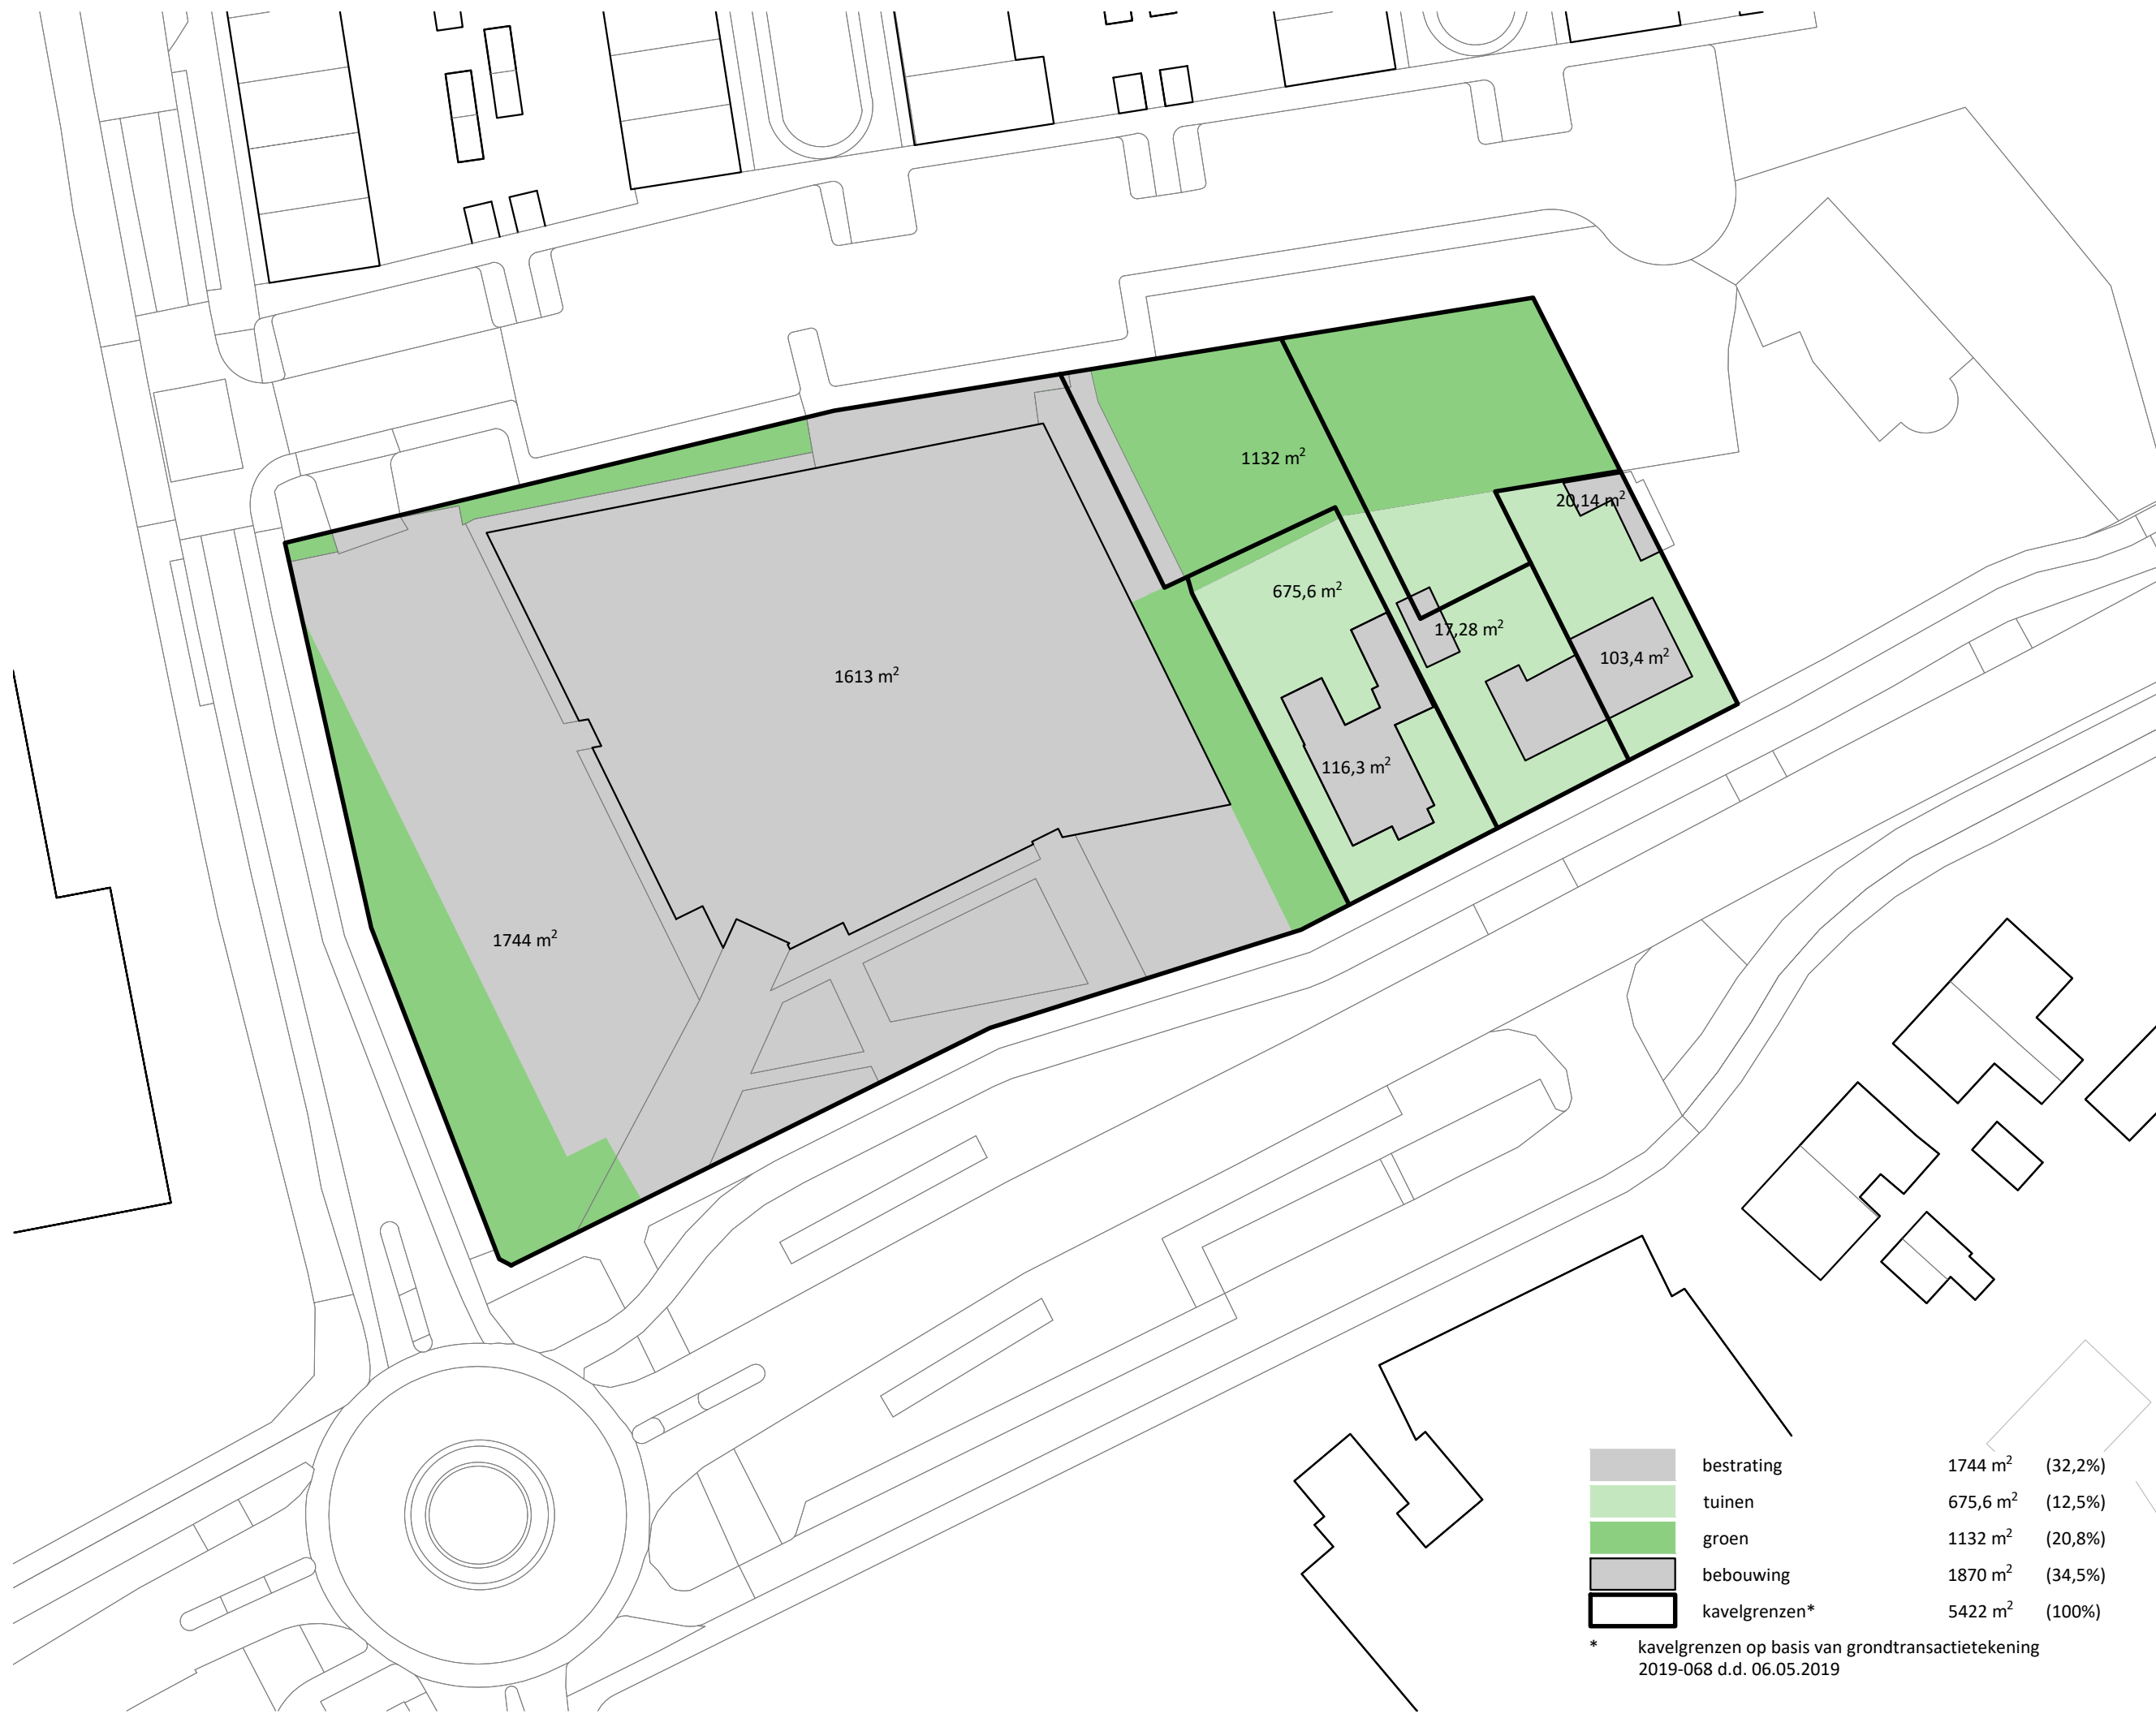 1132 m²
20,14 m²
675,6 m²
17,28 m²
103,4 m²
1613 m²
116,3 m²
1744 m²
bestrating 1744 m² (32,2%)
tuinen 675,6 m² (12,5%)
groen 1132 m² (20,8%)
bebouwing 1870 m² (34,5%)
kavelgrenzen* 5422 m² (100%)
* kavelgrenzen op basis van grondtransactietekening
2019-068 d.d. 06.05.2019